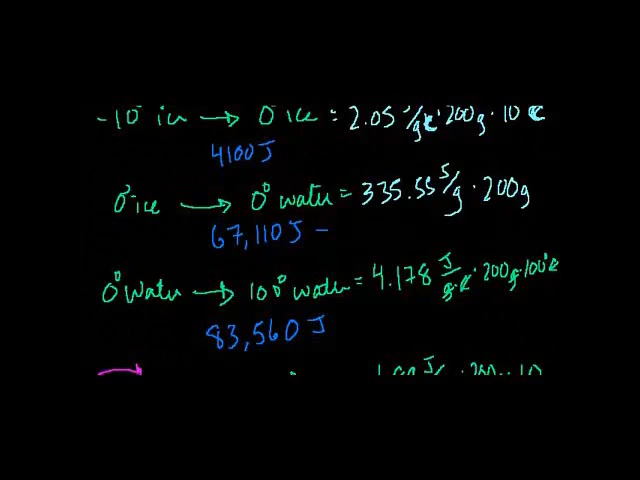 -10° ice → 0° ice = 2.05 J/gC · 200g · 10 C
4100 J
0° ice → 0° water = 335.55 J/g · 200g
67,110 J -
0° water → 100° water = 4.178 J/g·C · 200g · 100°C
83,560 J